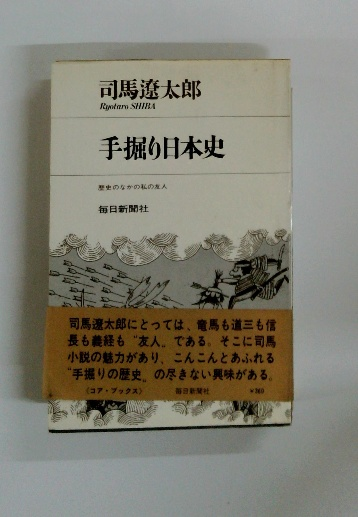 司馬遼太郎
Ryotaro SHIBA
手掘り日本史
歴史のなかの私の友人
毎日新聞社
司馬遼太郎にとっては、竜馬も道三も信
長も義経も“友人”である。そこに司馬
小説の魅力があり、こんこんとあふれる
“手掘りの歴史”の尽きない興味がある。
〈コア・ブックス〉 毎日新聞社 ¥360